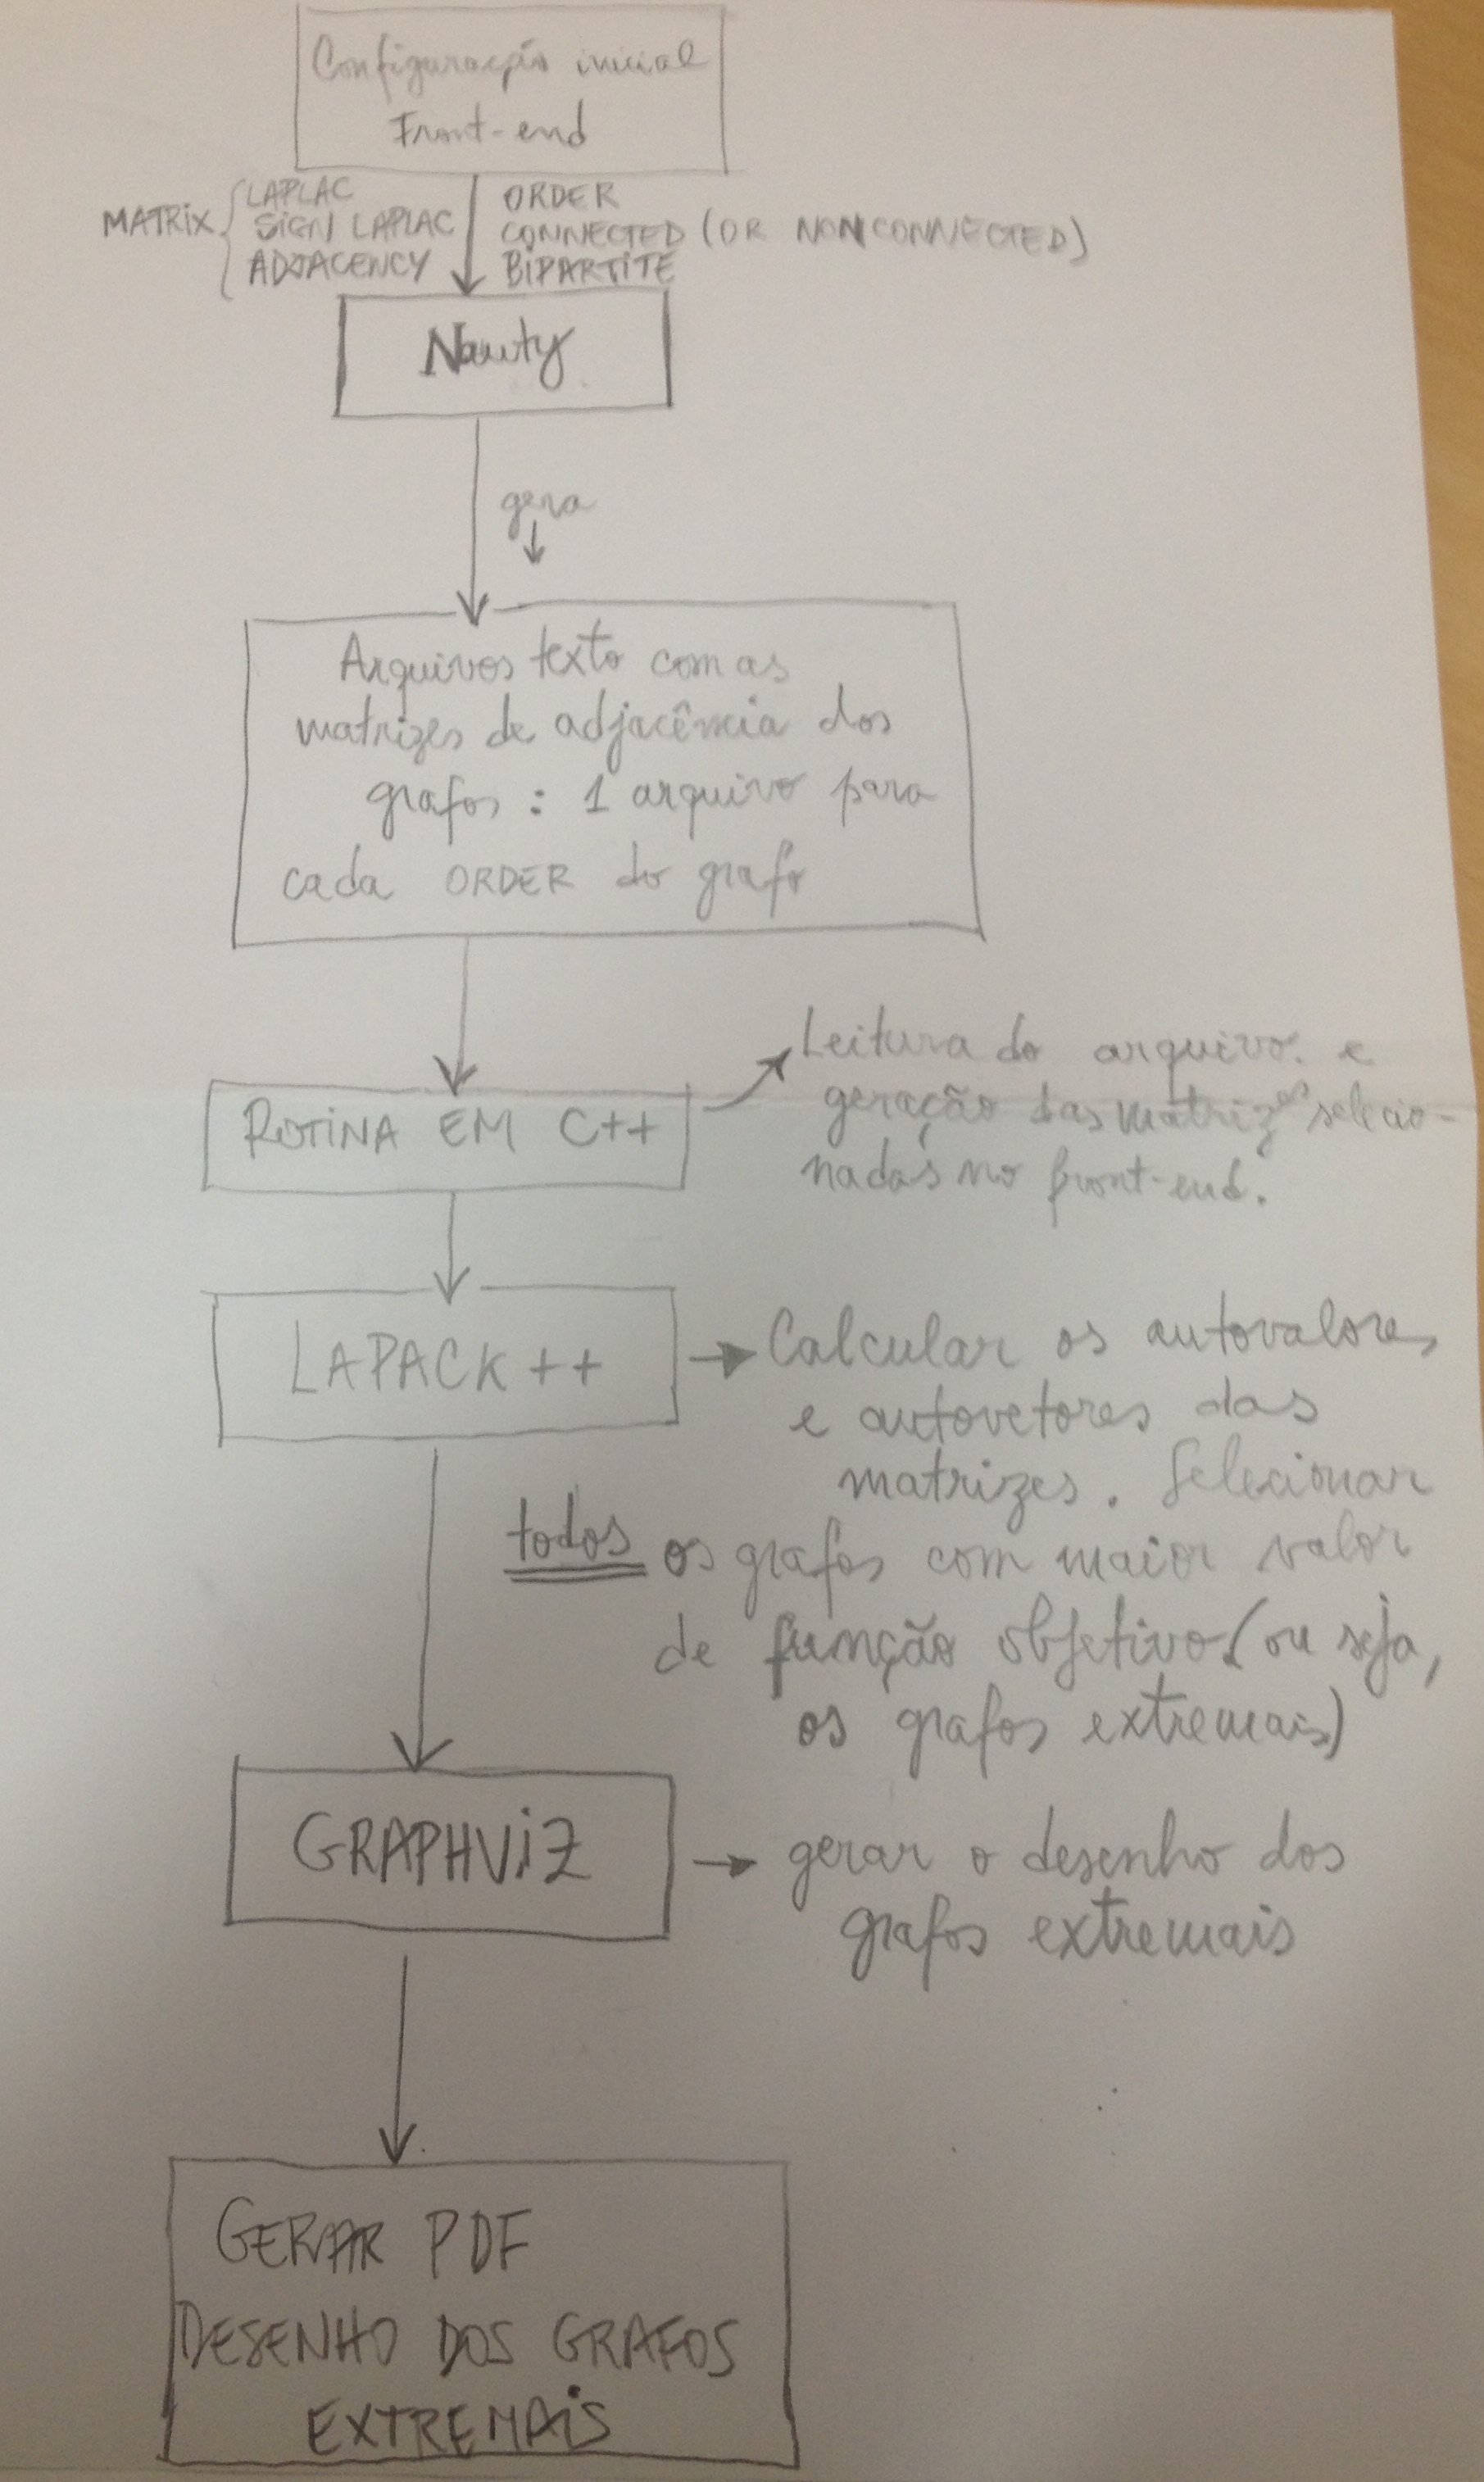 Configuração inicial
Front-end
MATRIX { LAPLAC
SIGN LAPLAC
ADJACENCY
ORDER
CONNECTED (OR NONCONNECTED)
BIPARTITE
Nauty
gera
↓
Arquivos texto com as
matrizes de adjacência dos
grafos : 1 arquivo para
cada ORDER do grafo
ROTINA EM C++
Leitura do arquivo. e
geração das matrizes selecio-
nadas no front-end.
LAPACK ++
Calcular os autovalores
e autovetores das
matrizes. Selecionar
todos os grafos com maior valor
de função objetivo. (ou seja,
os grafos extremais)
GRAPHViZ
gerar o desenho dos
grafos extremais
GERAR PDF
DESENHO DOS GRAFOS
EXTREMAiS